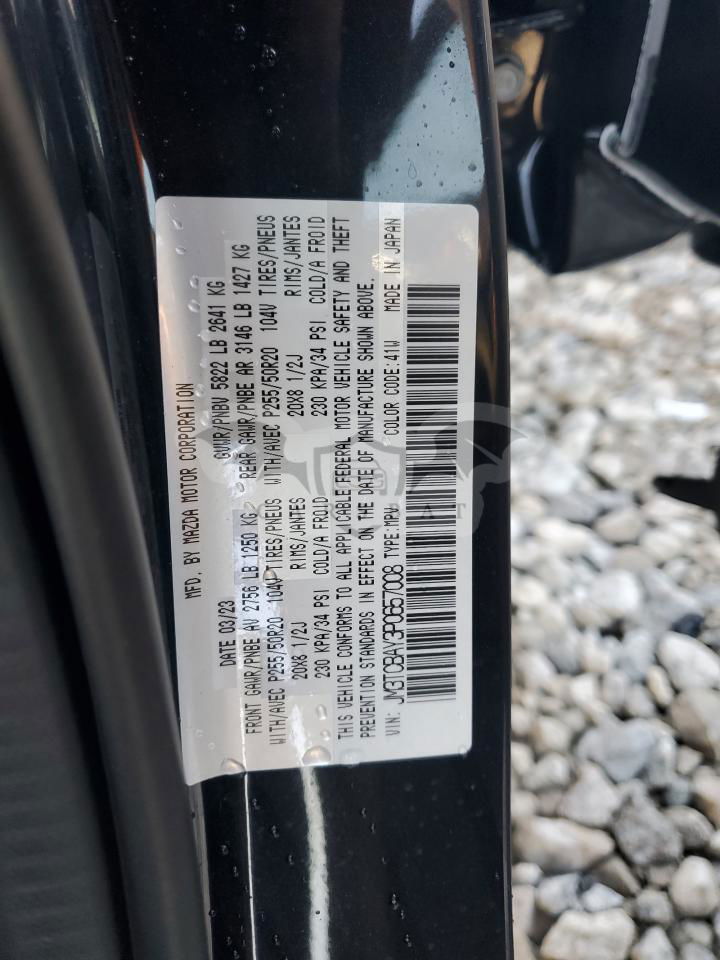 MFD. BY MAZDA MOTOR CORPORATION
DATE 03/23 GVWR/PNBV 5822 LB 2641 KG
FRONT GAWR/PNBE AV 2756 LB 1250 KG REAR GAWR/PNBE AR 3146 LB 1427 KG
WITH/AVEC P255/50R20 104V TIRES/PNEUS WITH/AVEC P255/50R20 104V TIRES/PNEUS
20X8 1/2J RIMS/JANTES 20X8 1/2J RIMS/JANTES
230 KPA/34 PSI COLD/A FROID 230 KPA/34 PSI COLD/A FROID
THIS VEHICLE CONFORMS TO ALL APPLICABLE FEDERAL MOTOR VEHICLE SAFETY AND THEFT
PREVENTION STANDARDS IN EFFECT ON THE DATE OF MANUFACTURE SHOWN ABOVE.
VIN: JM3TCBAY3P0657008 TYPE:MPV COLOR CODE:41W MADE IN JAPAN